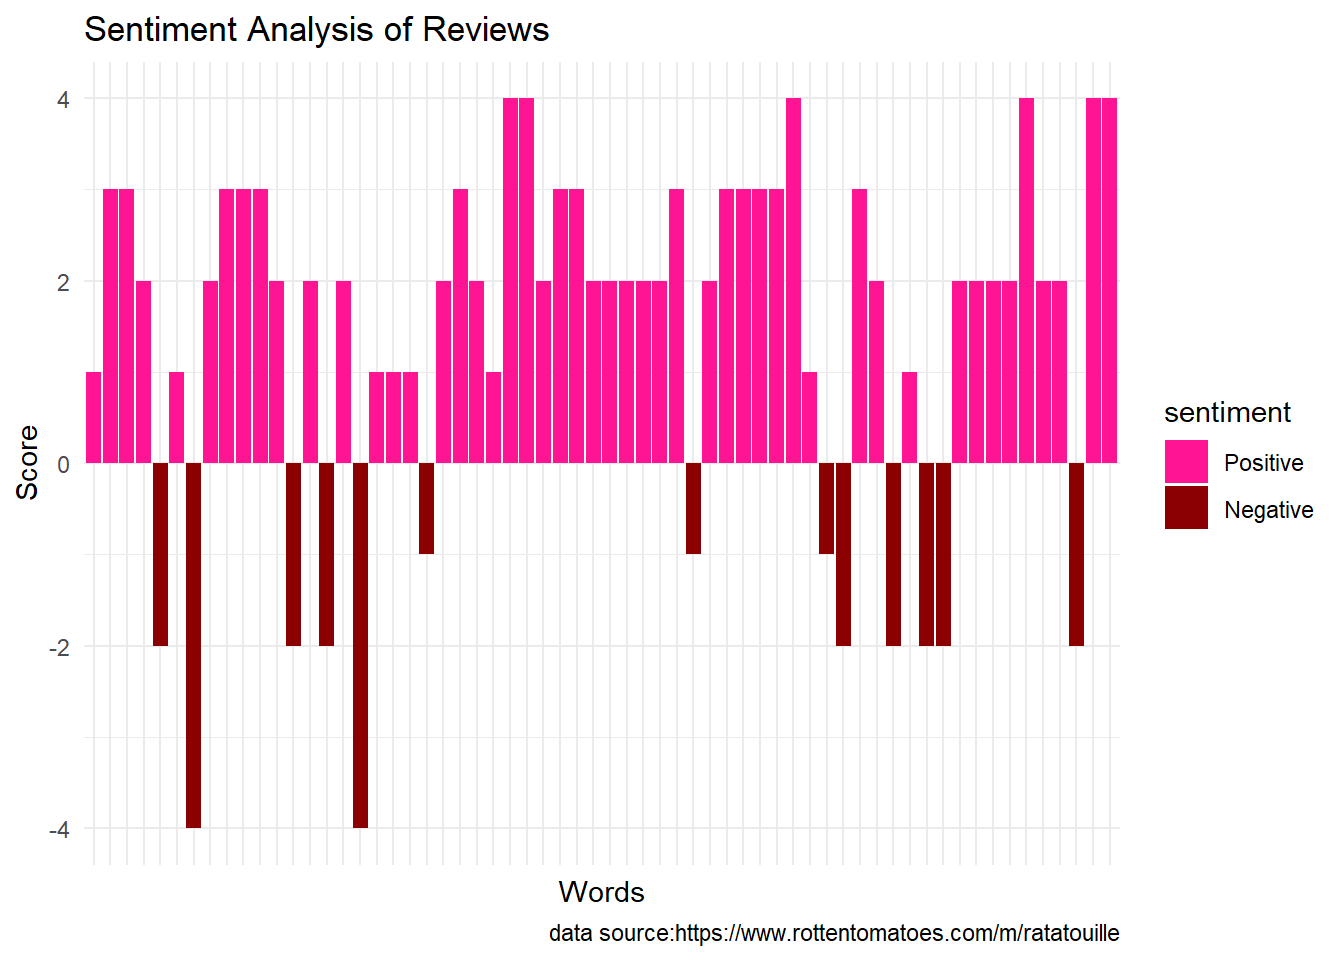 Sentiment Analysis of Reviews
4
2
0
-2
-4
Score
Words
sentiment
Positive
Negative
data source:https://www.rottentomatoes.com/m/ratatouille